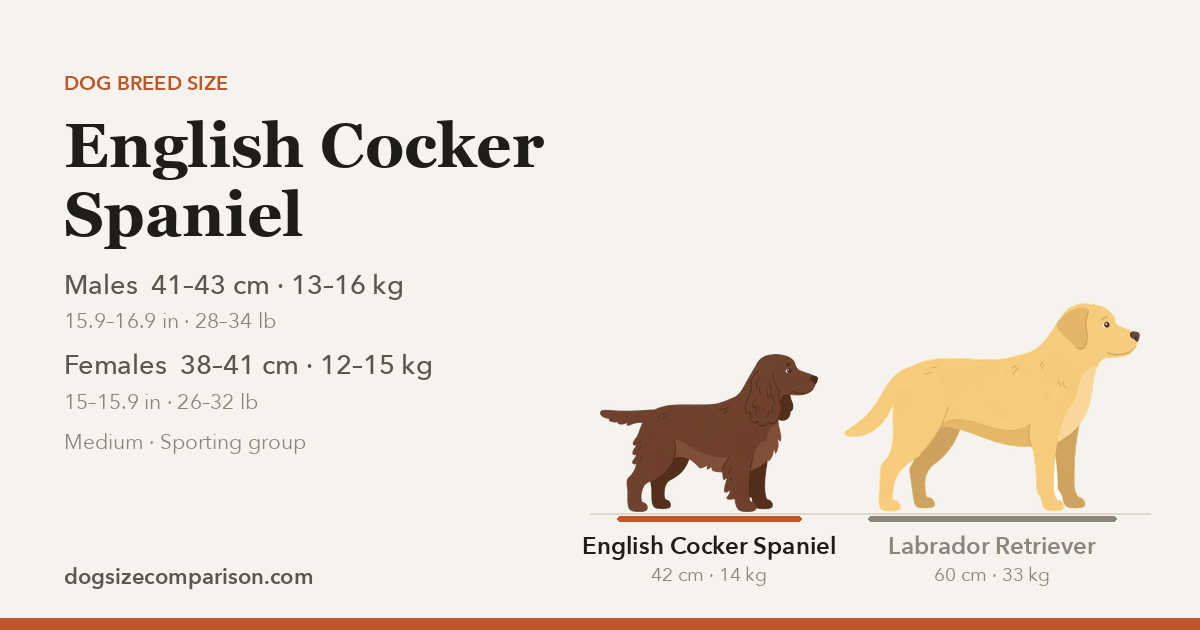 DOG BREED SIZE
English Cocker
Spaniel
Males 41–43 cm · 13–16 kg
15.9–16.9 in · 28–34 lb
Females 38–41 cm · 12–15 kg
15–15.9 in · 26–32 lb
Medium · Sporting group
English Cocker Spaniel
42 cm · 14 kg
Labrador Retriever
60 cm · 33 kg
dogsizecomparison.com